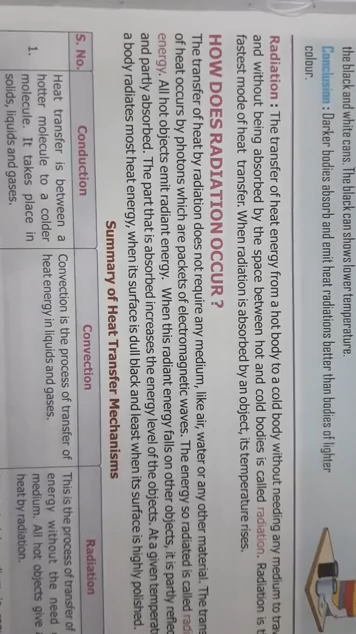 the black and white cans. The black can shows lower temperature.
Conclusion : Darker bodies absorb and emit heat radiations better than bodies of lighter
colour.
Radiation : The transfer of heat energy from a hot body to a cold body without needing any medium to
and without being absorbed by the space between hot and cold bodies is called radiation. Radiation is
fastest mode of heat transfer. When radiation is absorbed by an object, its temperature rises.
HOW DOES RADIATION OCCUR ?
The transfer of heat by radiation does not require any medium, like air, water or any other material. The
of heat occurs by photons which are packets of electromagnetic waves. The energy so radiated is called
energy. All hot objects emit radiant energy. When this radiant energy falls on other objects, it is partly
and partly absorbed. The part that is absorbed increases the energy level of the objects. At a given
a body radiates most heat energy, when its surface is dull black and least when its surface is highly polished.
Summary of Heat Transfer Mechanisms
S. No. Conduction Convection Radiation
1. Heat transfer is between a hotter molecule to a colder molecule. It takes place in solids, liquids and gases.
Convection is the process of transfer of
heat energy in liquids and gases.
This is the process of transfer of
energy without the need
medium. All hot objects give
heat by radiation.